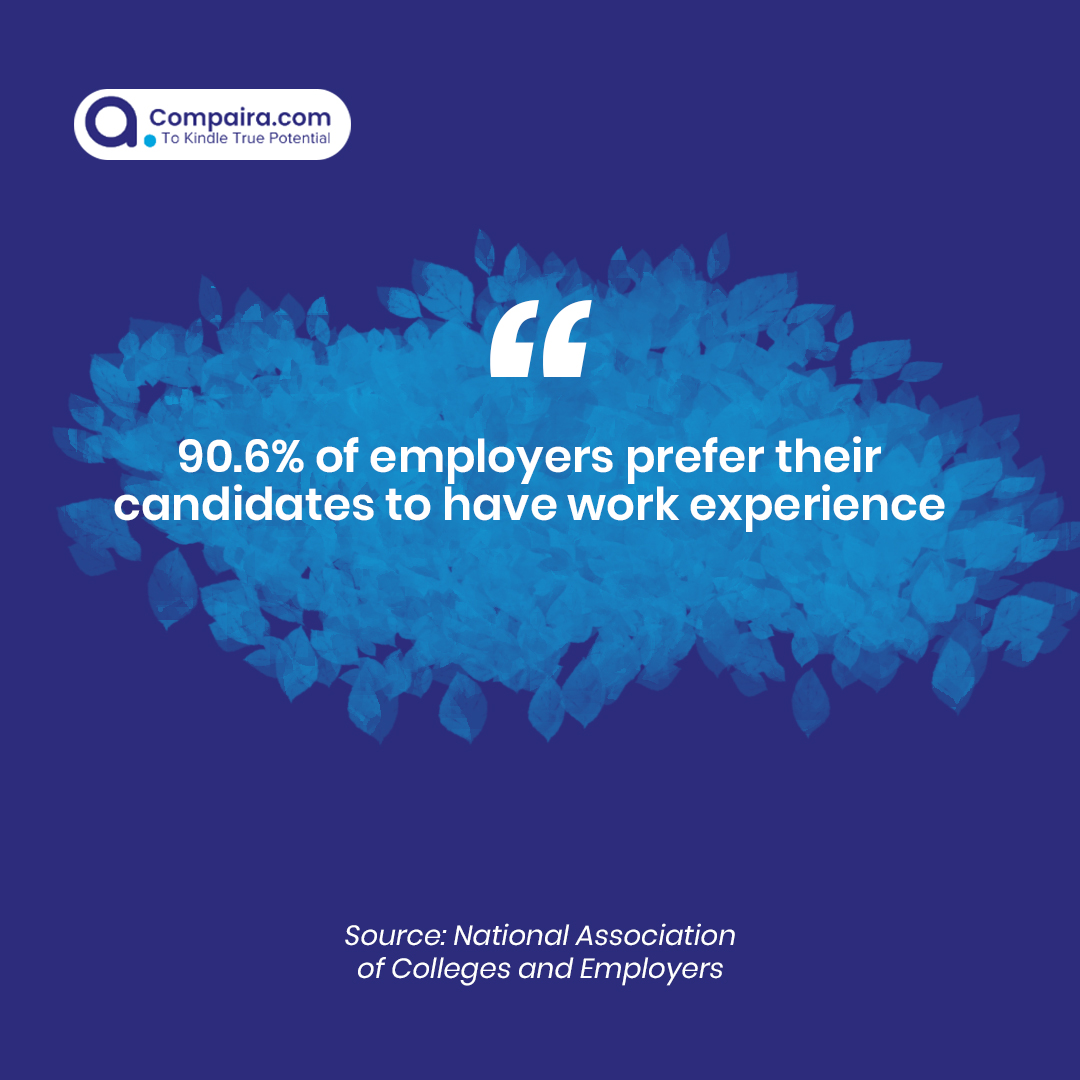 Compaira.com
To Kindle True Potential
“
90.6% of employers prefer their
candidates to have work experience
Source: National Association
of Colleges and Employers